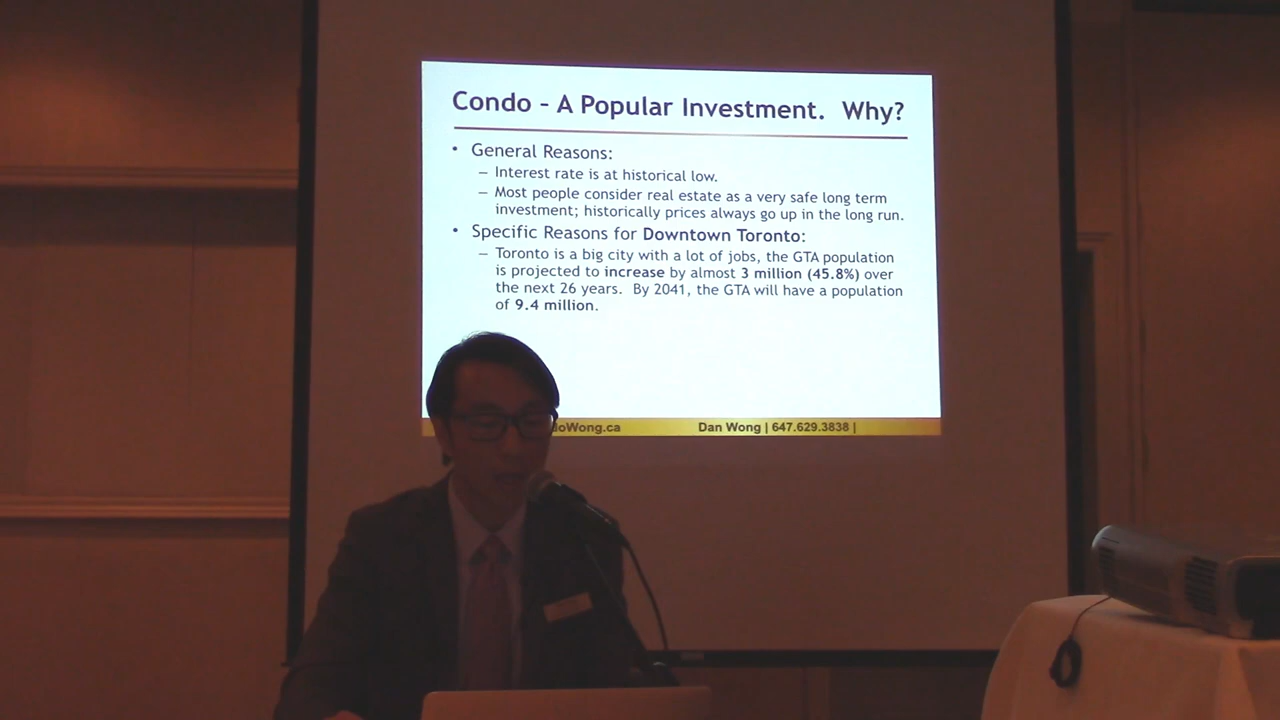 Condo – A Popular Investment. Why?
• General Reasons:
– Interest rate is at historical low.
– Most people consider real estate as a very safe long term
investment; historically prices always go up in the long run.
• Specific Reasons for Downtown Toronto:
– Toronto is a big city with a lot of jobs, the GTA population
is projected to increase by almost 3 million (45.8%) over
the next 26 years. By 2041, the GTA will have a population
of 9.4 million.
oWong.ca Dan Wong | 647.629.3838 |